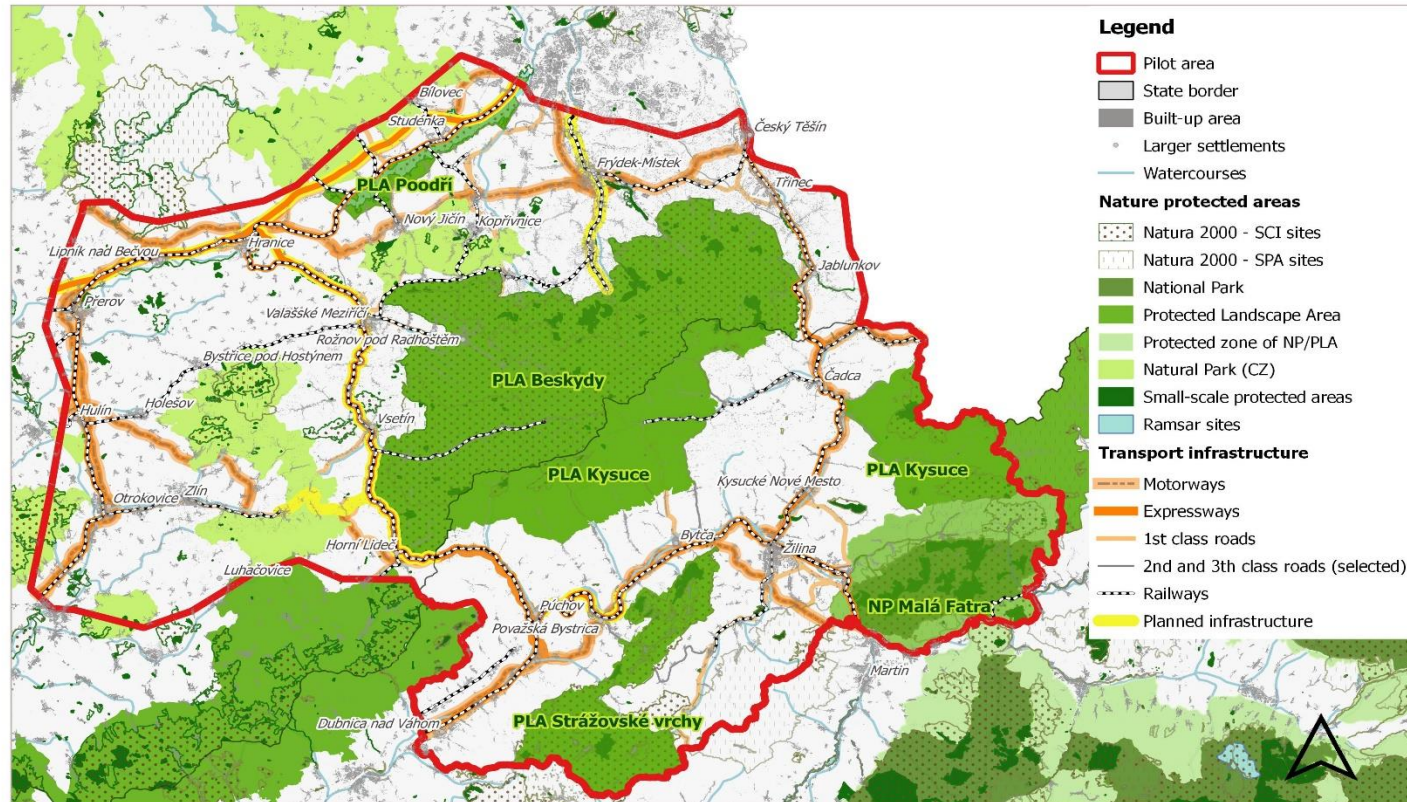 Legend
Pilot area
State border
Built-up area
Larger settlements
Watercourses
Nature protected areas
Natura 2000 - SCI sites
Natura 2000 - SPA sites
National Park
Protected Landscape Area
Protected zone of NP/PLA
Natural Park (CZ)
Small-scale protected areas
Ramsar sites
Transport infrastructure
Motorways
Expressways
1st class roads
2nd and 3th class roads (selected)
Railways
Planned infrastructure
Bílovec
Studénka
Český Těšín
Frýdek-Místek
Třinec
PLA Poodří
Nový Jičín
Kopřivnice
Hranice
Lipník nad Bečvou
Jablunkov
Přerov
Valašské Meziříčí
Rožnov pod Radhoštěm
Bystřice pod Hostýnem
PLA Beskydy
Čadca
Holešov
Hulín
Vsetín
PLA Kysuce
PLA Kysuce
Kysucké Nové Mesto
Otrokovice
Zlín
Horní Lideč
Bytča
Žilina
Luhačovice
Púchov
NP Malá Fatra
Považská Bystrica
Martin
Dubnica nad Váhom
PLA Strážovské vrchy